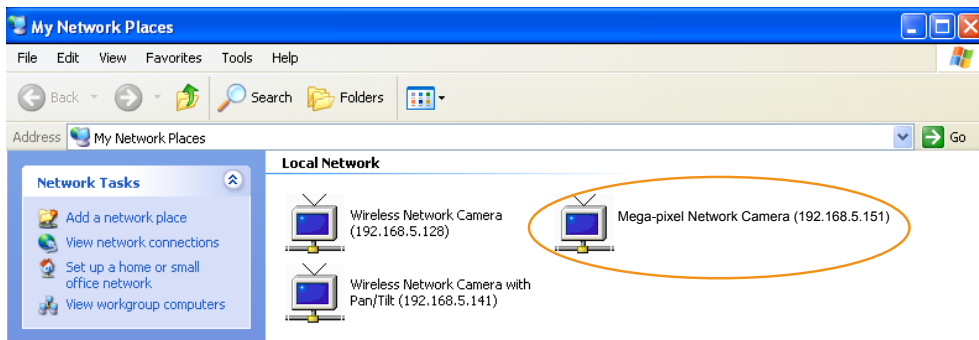 My Network Places
File Edit View Favorites Tools Help
Back Search Folders
Address My Network Places Go
Network Tasks
Add a network place
View network connections
Set up a home or small
office network
View workgroup computers
Local Network
Wireless Network Camera
(192.168.5.128)
Mega-pixel Network Camera (192.168.5.151)
Wireless Network Camera with
Pan/Tilt (192.168.5.141)